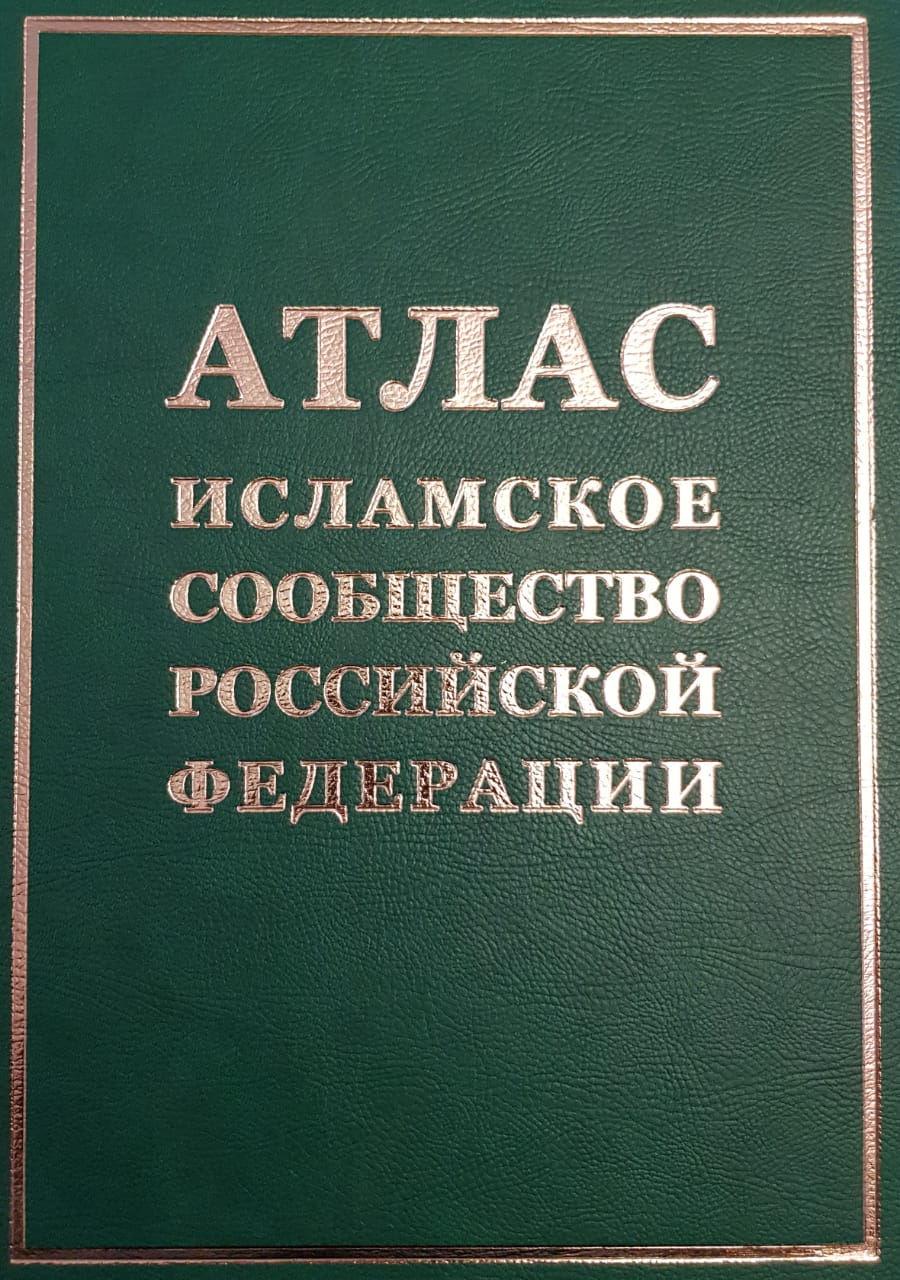 АТЛАС
ИСЛАМСКОЕ
СООБЩЕСТВО
РОССИЙСКОЙ
ФЕДЕРАЦИИ